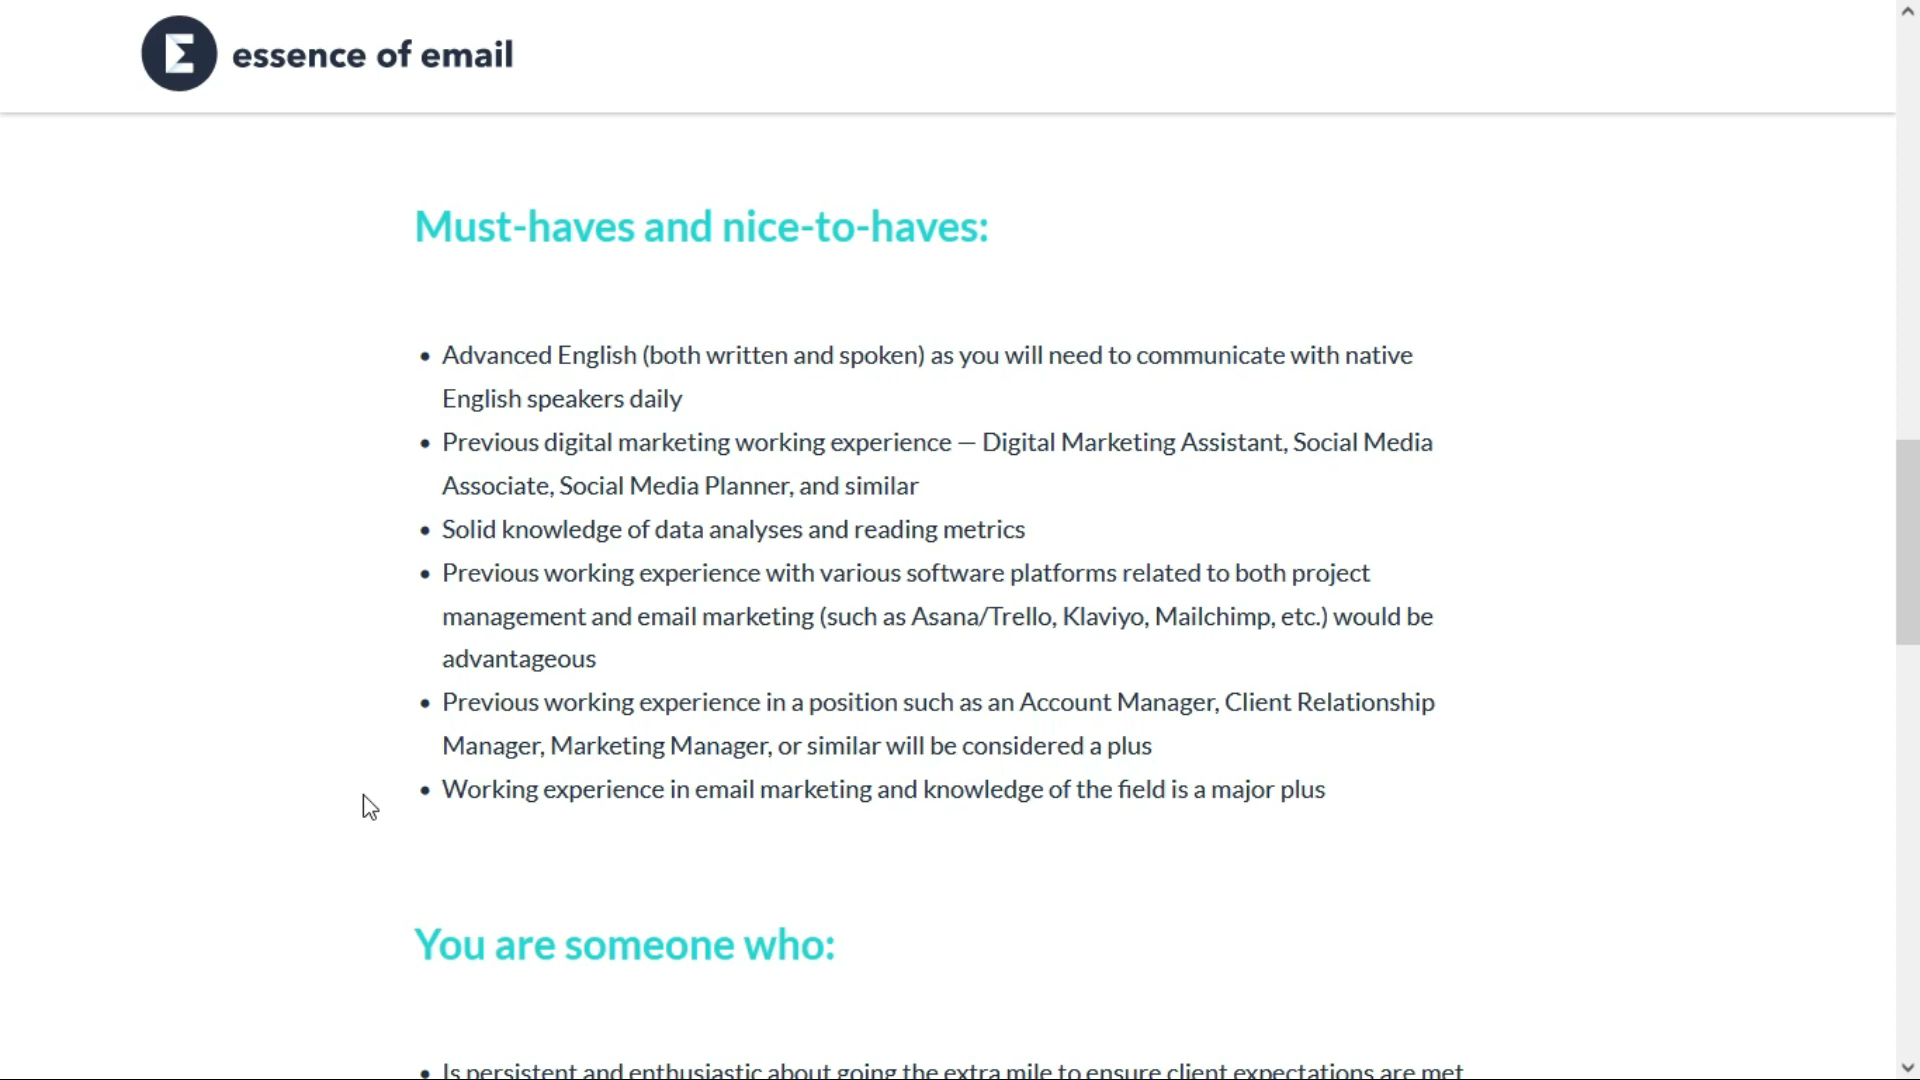 essence of email
Must-haves and nice-to-haves:
• Advanced English (both written and spoken) as you will need to communicate with native
English speakers daily
• Previous digital marketing working experience — Digital Marketing Assistant, Social Media
Associate, Social Media Planner, and similar
• Solid knowledge of data analyses and reading metrics
• Previous working experience with various software platforms related to both project
management and email marketing (such as Asana/Trello, Klaviyo, Mailchimp, etc.) would be
advantageous
• Previous working experience in a position such as an Account Manager, Client Relationship
Manager, Marketing Manager, or similar will be considered a plus
• Working experience in email marketing and knowledge of the field is a major plus
You are someone who:
• Is persistent and enthusiastic about going the extra mile to ensure client expectations are met